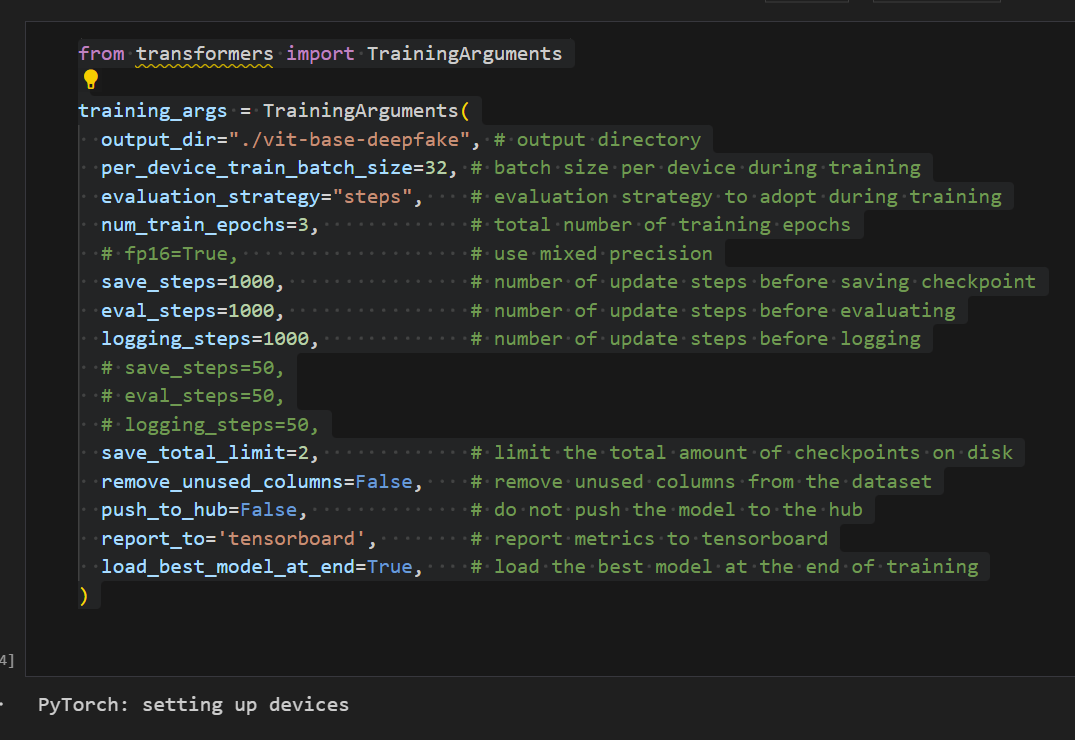 from transformers import TrainingArguments
training_args = TrainingArguments(
output_dir="./vit-base-deepfake", # output directory
per_device_train_batch_size=32, # batch size per device during training
evaluation_strategy="steps", # evaluation strategy to adopt during training
num_train_epochs=3, # total number of training epochs
# fp16=True, # use mixed precision
save_steps=1000, # number of update steps before saving checkpoint
eval_steps=1000, # number of update steps before evaluating
logging_steps=1000, # number of update steps before logging
# save_steps=50,
# eval_steps=50,
# logging_steps=50,
save_total_limit=2, # limit the total amount of checkpoints on disk
remove_unused_columns=False, # remove unused columns from the dataset
push_to_hub=False, # do not push the model to the hub
report_to='tensorboard', # report metrics to tensorboard
load_best_model_at_end=True, # load the best model at the end of training
)
4]
PyTorch: setting up devices